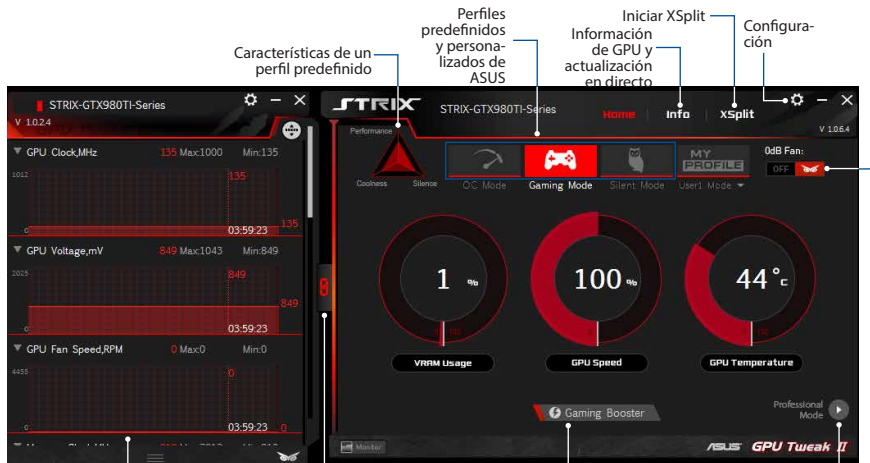 Perfiles
predefinidos
y persona-
lizados de
ASUS
Iniciar XSplit
Información
de GPU y
actualización
en directo
Configura-
ción
Características de un
perfil predefinido
STRIX-GTX980TI-Series
V 1.0.2.4
GPU Clock,MHz 135 Max:1000 Min:135
1012
135
135
0
03:59:23
GPU Voltage,mV 849 Max:1043 Min:849
2025
849
849
0
03:59:23
GPU Fan Speed,RPM 0 Max:0 Min:0
4455
0
0
0
03:59:23
STRIX
STRIX-GTX980TI-Series
Home Info XSplit
V 1.0.6.4
Performance
Coolness Silence
OC Mode
Gaming Mode
Silent Mode
MY
PROFILE
User1 Mode
0dB Fan:
OFF
1 %
VRAM Usage
100 %
GPU Speed
44°c
GPU Temperature
Gaming Booster
Professional
Mode
Monitor
ASUS GPU Tweak II